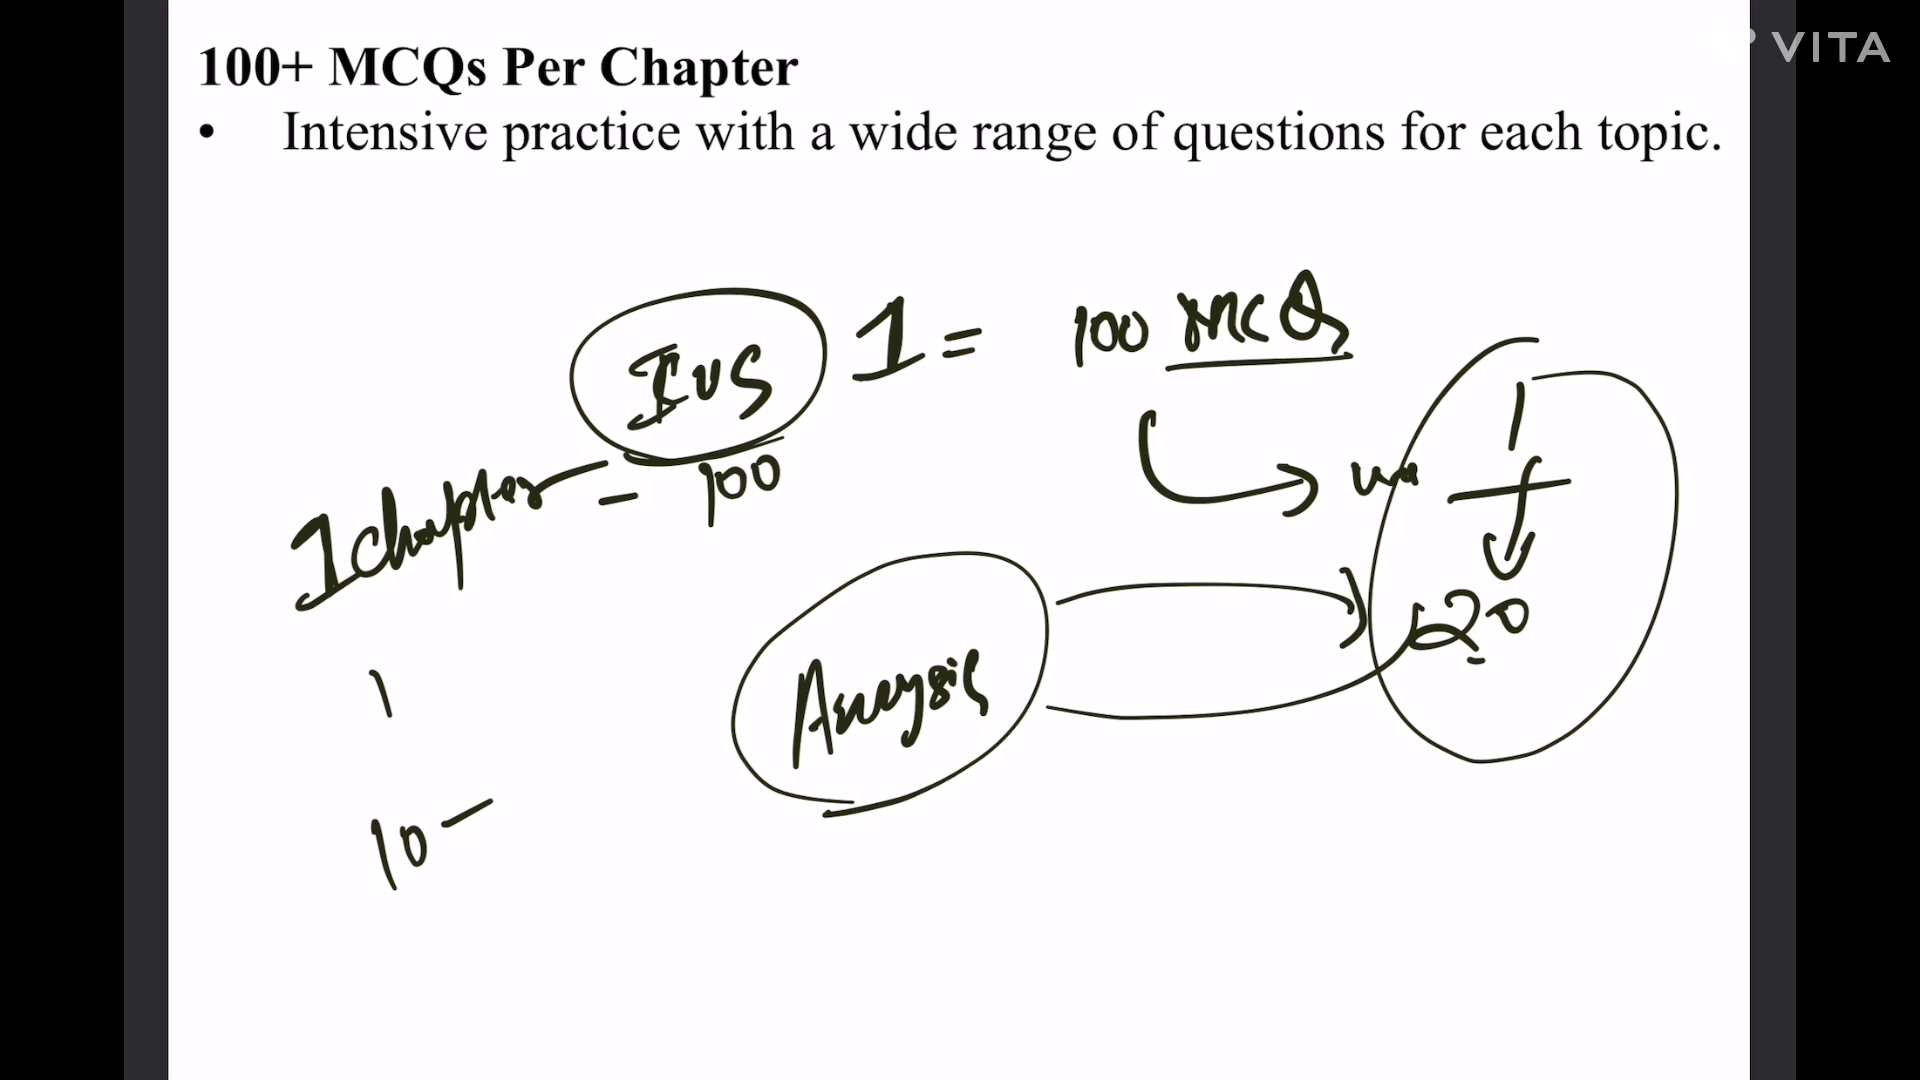 VITA
100+ MCQs Per Chapter
• Intensive practice with a wide range of questions for each topic.
IVS 1 = 100 MCQs
1 chapter = 100
1
20
Anaysis
1
10 -